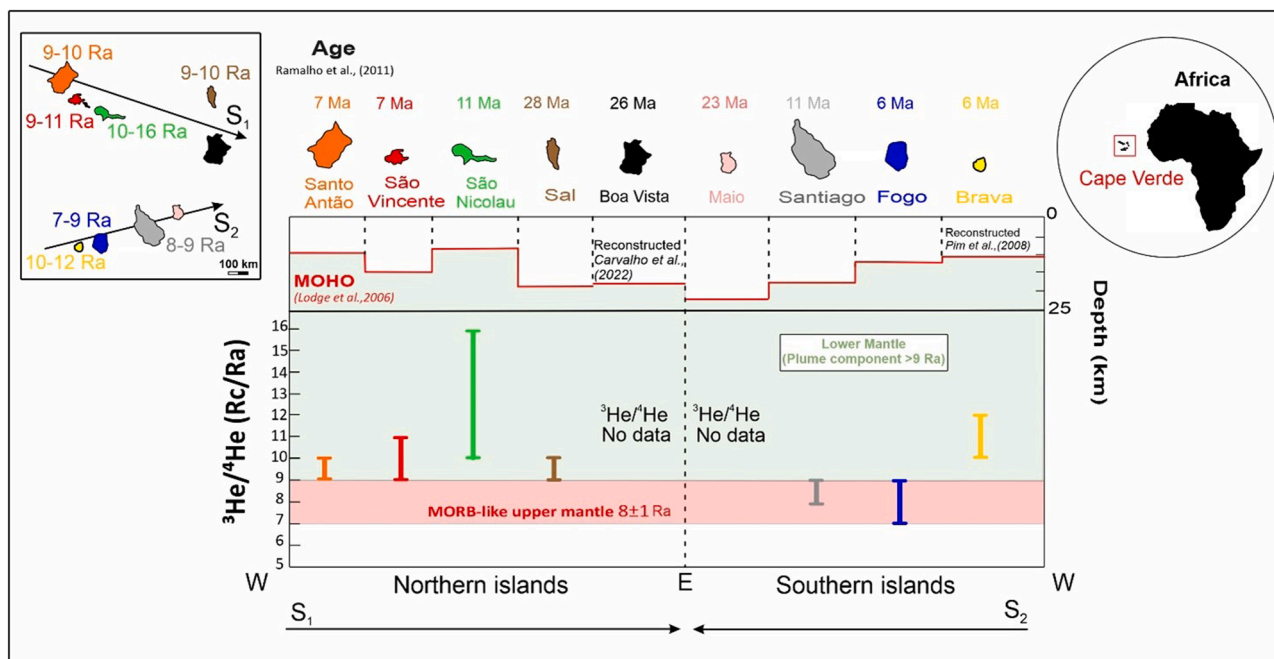 9-10 Ra
9-10 Ra
9-11 Ra
10-16 Ra
S1
7-9 Ra
S2
8-9 Ra
10-12 Ra
100 km
Age
Ramalho et al., (2011)
7 Ma
7 Ma
11 Ma
28 Ma
26 Ma
23 Ma
11 Ma
6 Ma
6 Ma
Santo
Antão
São
Vincente
São
Nicolau
Sal
Boa Vista
Maio
Santiago
Fogo
Brava
Africa
Cape Verde
MOHO
(Lodge et al.,2006)
Reconstructed
Carvalho et al.,
(2022)
Reconstructed
Pim et al.,(2008)
0
25
Depth (km)
³He/⁴He (Rc/Ra)
16
15
14
13
12
11
10
9
8
7
6
5
Lower Mantle
(Plume component >9 Ra)
³He/⁴He
No data
³He/⁴He
No data
MORB-like upper mantle 8±1 Ra
W
Northern islands
E
Southern islands
W
S1
S2